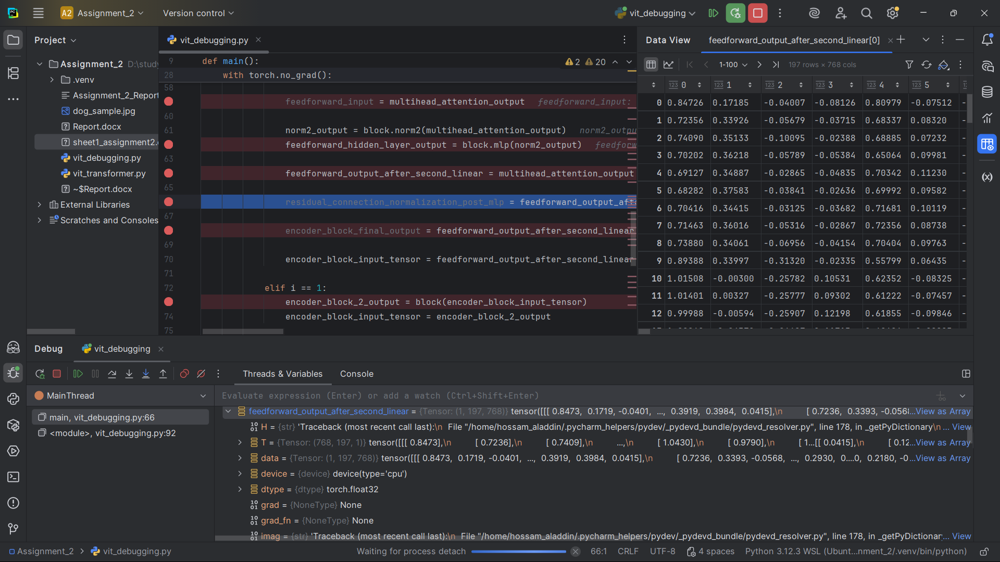 A2 Assignment_2 Version control vit_debugging
Project
Assignment_2 D:\study
.venv
Assignment_2_Report
dog_sample.jpg
Report.docx
sheet1_assignment2.
vit_debugging.py
vit_transformer.py
~$Report.docx
External Libraries
Scratches and Consoles
vit_debugging.py
2 20
9 def main():
28 with torch.no_grad():
58
feedforward_input = multihead_attention_output feedforward_input:
60
61 norm2_output = block.norm2(multihead_attention_output) norm2_outpu
feedforward_hidden_layer_output = block.mlp(norm2_output) feedforw
63
feedforward_output_after_second_linear = multihead_attention_output
65
residual_connection_normalization_post_mlp = feedforward_output_aft
67
encoder_block_final_output = feedforward_output_after_second_linear
69
70 encoder_block_input_tensor = feedforward_output_after_second_linear
71
72 elif i == 1:
encoder_block_2_output = block(encoder_block_input_tensor)
74 encoder_block_input_tensor = encoder_block_2_output
75
Data View feedforward_output_after_second_linear[0]
1-100 197 rows × 768 cols
123 0 123 1 123 2 123 3 123 4 123 5
0 0.84726 0.17185 -0.04007 -0.08126 0.80979 -0.07512 -
1 0.72356 0.33926 -0.05679 -0.03715 0.68337 0.08320 -
2 0.74090 0.35133 -0.10095 -0.02388 0.68885 0.07232 -
3 0.70202 0.36218 -0.05789 -0.05384 0.65064 0.09981 -
4 0.69127 0.34887 -0.02865 -0.04835 0.70342 0.11230 -
5 0.68282 0.37583 -0.03841 -0.02636 0.69992 0.09582 -
6 0.70416 0.34415 -0.03125 -0.03682 0.71681 0.10119 -
7 0.71463 0.36016 -0.05316 -0.02867 0.72356 0.08738 -
8 0.73880 0.34061 -0.06956 -0.04154 0.70404 0.09763 -
9 0.89388 0.33997 -0.31320 -0.02335 0.55799 0.06435 -
10 1.01508 -0.00300 -0.25782 0.10531 0.62352 -0.08325 -
11 1.01401 0.00327 -0.25777 0.09302 0.61222 -0.07457 -
12 0.99988 -0.00594 -0.25907 0.12198 0.61855 -0.09846 -
Debug vit_debugging
Threads & Variables Console
MainThread
main, vit_debugging.py:66
<module>, vit_debugging.py:92
Evaluate expression (Enter) or add a watch (Ctrl+Shift+Enter)
feedforward_output_after_second_linear = {Tensor: (1, 197, 768)} tensor([[[ 0.8473, 0.1719, -0.0401, ..., 0.3919, 0.3984, 0.0415],\n [ 0.7236, 0.3393, -0.056...View as Array
H = {str} 'Traceback (most recent call last):\n File "/home/hossam_aladdin/.pycharm_helpers/pydev/_pydevd_bundle/pydevd_resolver.py", line 178, in _getPyDictionary\n ... View
T = {Tensor: (768, 197, 1)} tensor([[[ 0.8473],\n [ 0.7236],\n [ 0.7409],\n ...,\n [ 1.0430],\n [ 0.9790],\n [ 1...[[ 0.0415],\n [ 0.12...View as Array
data = {Tensor: (1, 197, 768)} tensor([[[ 0.8473, 0.1719, -0.0401, ..., 0.3919, 0.3984, 0.0415],\n [ 0.7236, 0.3393, -0.0568, ..., 0.2930, 0....0, 0.2180, -0...View as Array
device = {device} device(type='cpu')
dtype = {dtype} torch.float32
grad = {NoneType} None
grad_fn = {NoneType} None
imag = {str} 'Traceback (most recent call last):\n File "/home/hossam_aladdin/.pycharm_helpers/pydev/_pydevd_bundle/pydevd_resolver.py", line 178, in _getPyDictionar... View
Assignment_2 > vit_debugging.py Waiting for process detach 66:1 CRLF UTF-8 4 spaces Python 3.12.3 WSL (Ubunt...nment_2/.venv/bin/python)